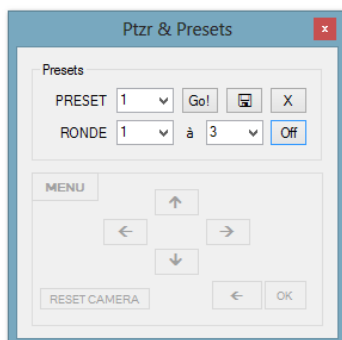 Ptzr & Presets
x
Presets
PRESET 1 Go! X
RONDE 1 à 3 Off
MENU
RESET CAMERA OK